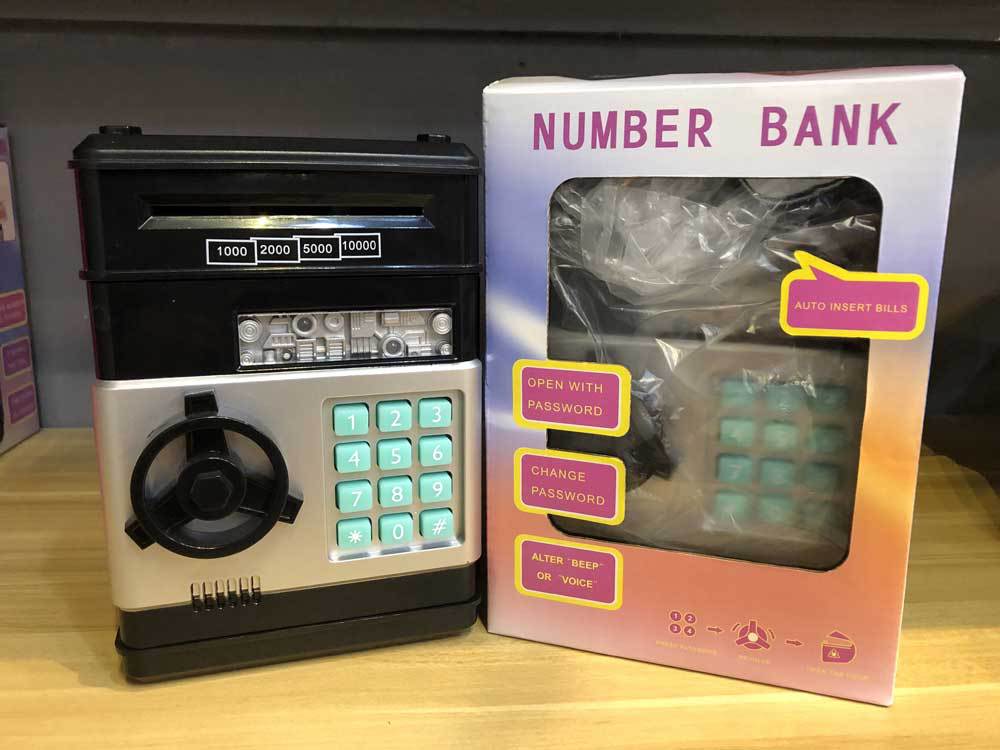 1000 2000 5000 10000
1 2 3
4 5 6
7 8 9
* 0 #
NUMBER BANK
AUTO INSERT BILLS
OPEN WITH
PASSWORD
CHANGE
PASSWORD
ALTER "BEEP"
OR "VOICE"
1 2
3 4